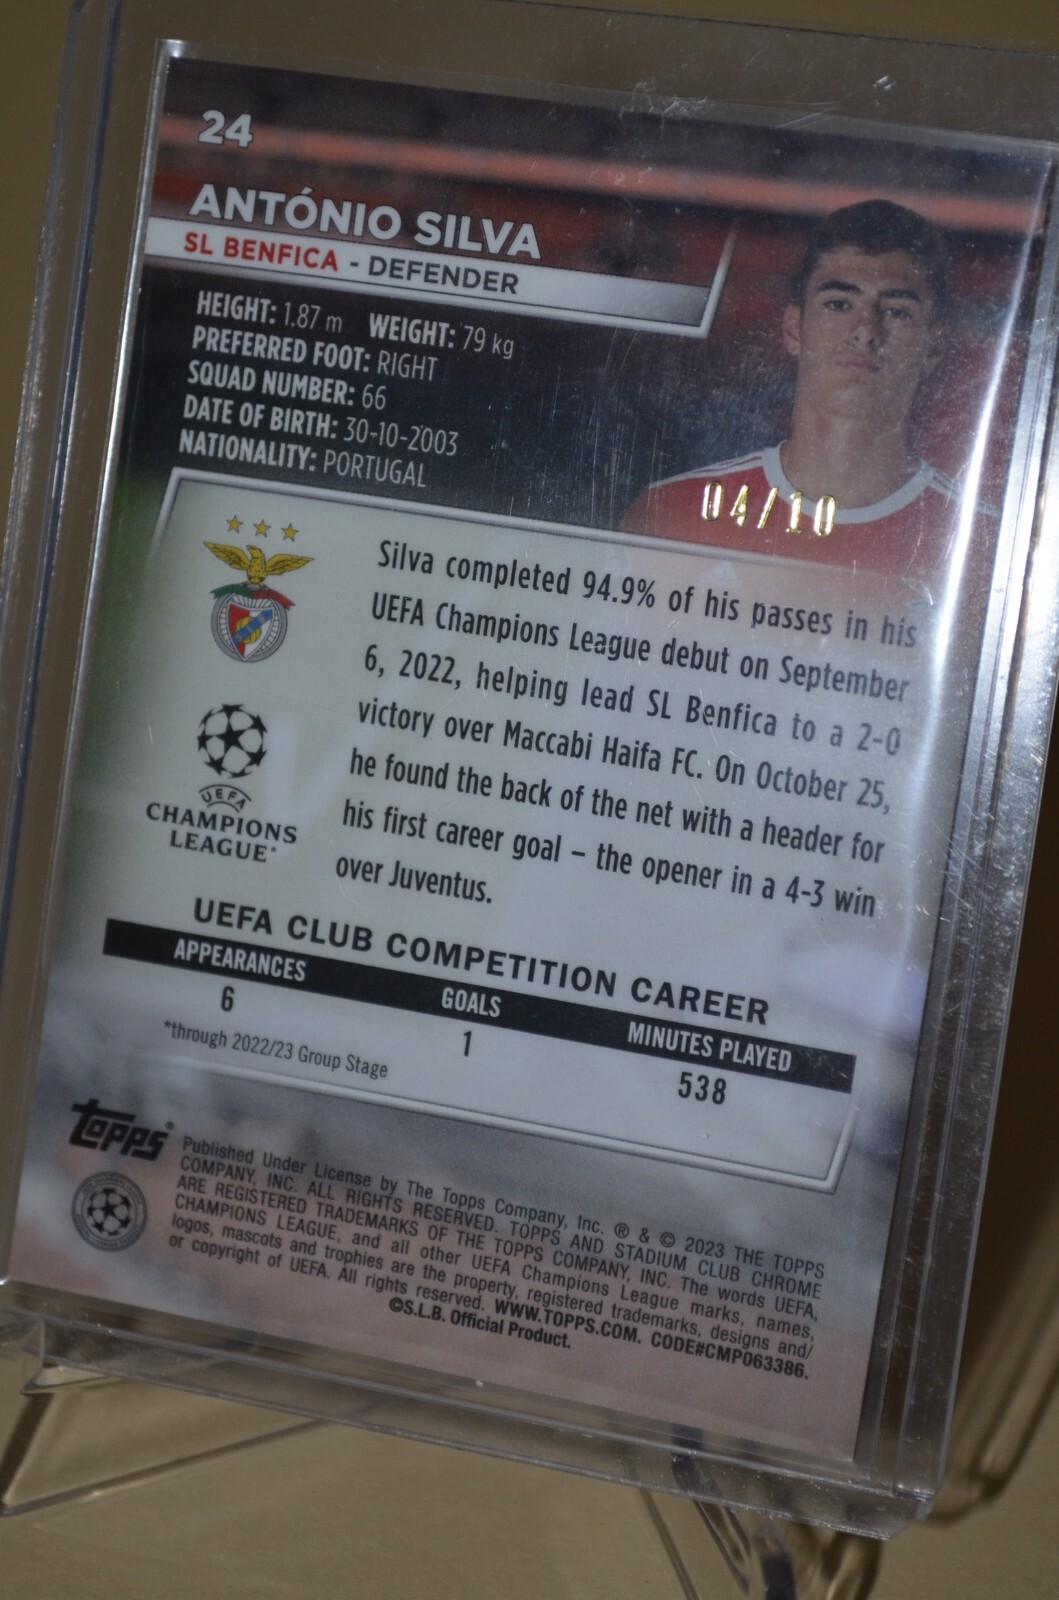 24
ANTÓNIO SILVA
SL BENFICA - DEFENDER
HEIGHT: 1.87 m WEIGHT: 79 kg
PREFERRED FOOT: RIGHT
SQUAD NUMBER: 66
DATE OF BIRTH: 30-10-2003
NATIONALITY: PORTUGAL
04/10
Silva completed 94.9% of his passes in his
UEFA Champions League debut on September
6, 2022, helping lead SL Benfica to a 2-0
victory over Maccabi Haifa FC. On October 25,
he found the back of the net with a header for
his first career goal – the opener in a 4-3 win
over Juventus.
UEFA
CHAMPIONS
LEAGUE®
UEFA CLUB COMPETITION CAREER
APPEARANCES GOALS MINUTES PLAYED
6 1 538
*through 2022/23 Group Stage
topps®
Published Under License by The Topps Company, Inc. ® & © 2023 THE TOPPS
COMPANY, INC. ALL RIGHTS RESERVED. TOPPS AND STADIUM CLUB CHROME
ARE REGISTERED TRADEMARKS OF THE TOPPS COMPANY, INC. The words UEFA,
CHAMPIONS LEAGUE, and all other UEFA Champions League marks, names,
logos, mascots and trophies are the property, registered trademarks, designs and/
or copyright of UEFA. All rights reserved. WWW.TOPPS.COM. CODE#CMP063386.
©S.L.B. Official Product.